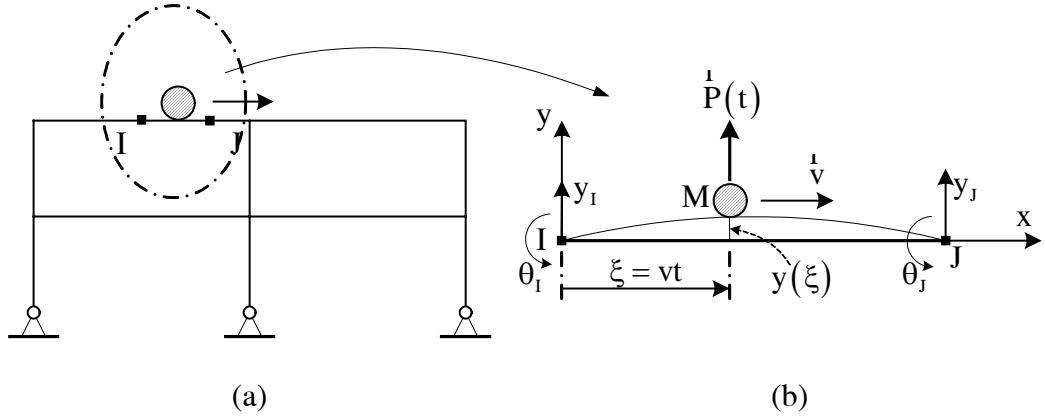 I J
(a)
P(t)
y
v
M
y_I
y_J
I
J
x
θ_I
ξ = vt
y(ξ)
θ_J
(b)